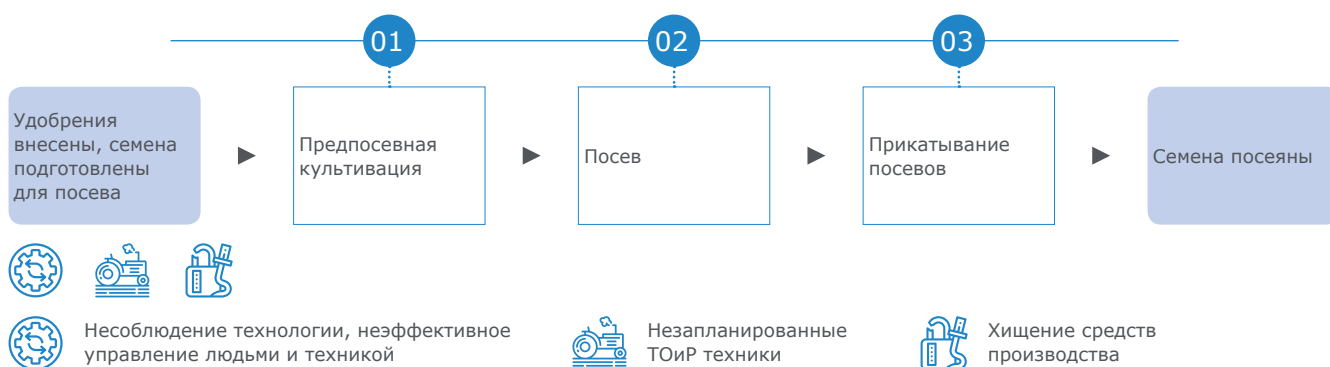 01
02
03
Удобрения
внесены, семена
подготовлены
для посева
Предпосевная
культивация
Посев
Прикатывание
посевов
Семена посеяны
Несоблюдение технологии, неэффективное
управление людьми и техникой
Незапланированные
ТОиР техники
Хищение средств
производства